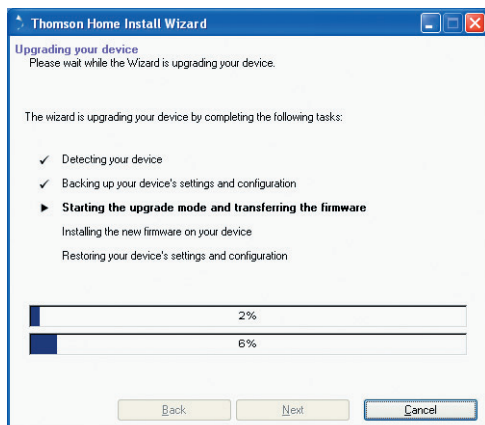 Thomson Home Install Wizard
Upgrading your device
Please wait while the Wizard is upgrading your device.
The wizard is upgrading your device by completing the following tasks:
Detecting your device
Backing up your device's settings and configuration
Starting the upgrade mode and transferring the firmware
Installing the new firmware on your device
Restoring your device's settings and configuration
2%
6%
Back Next Cancel